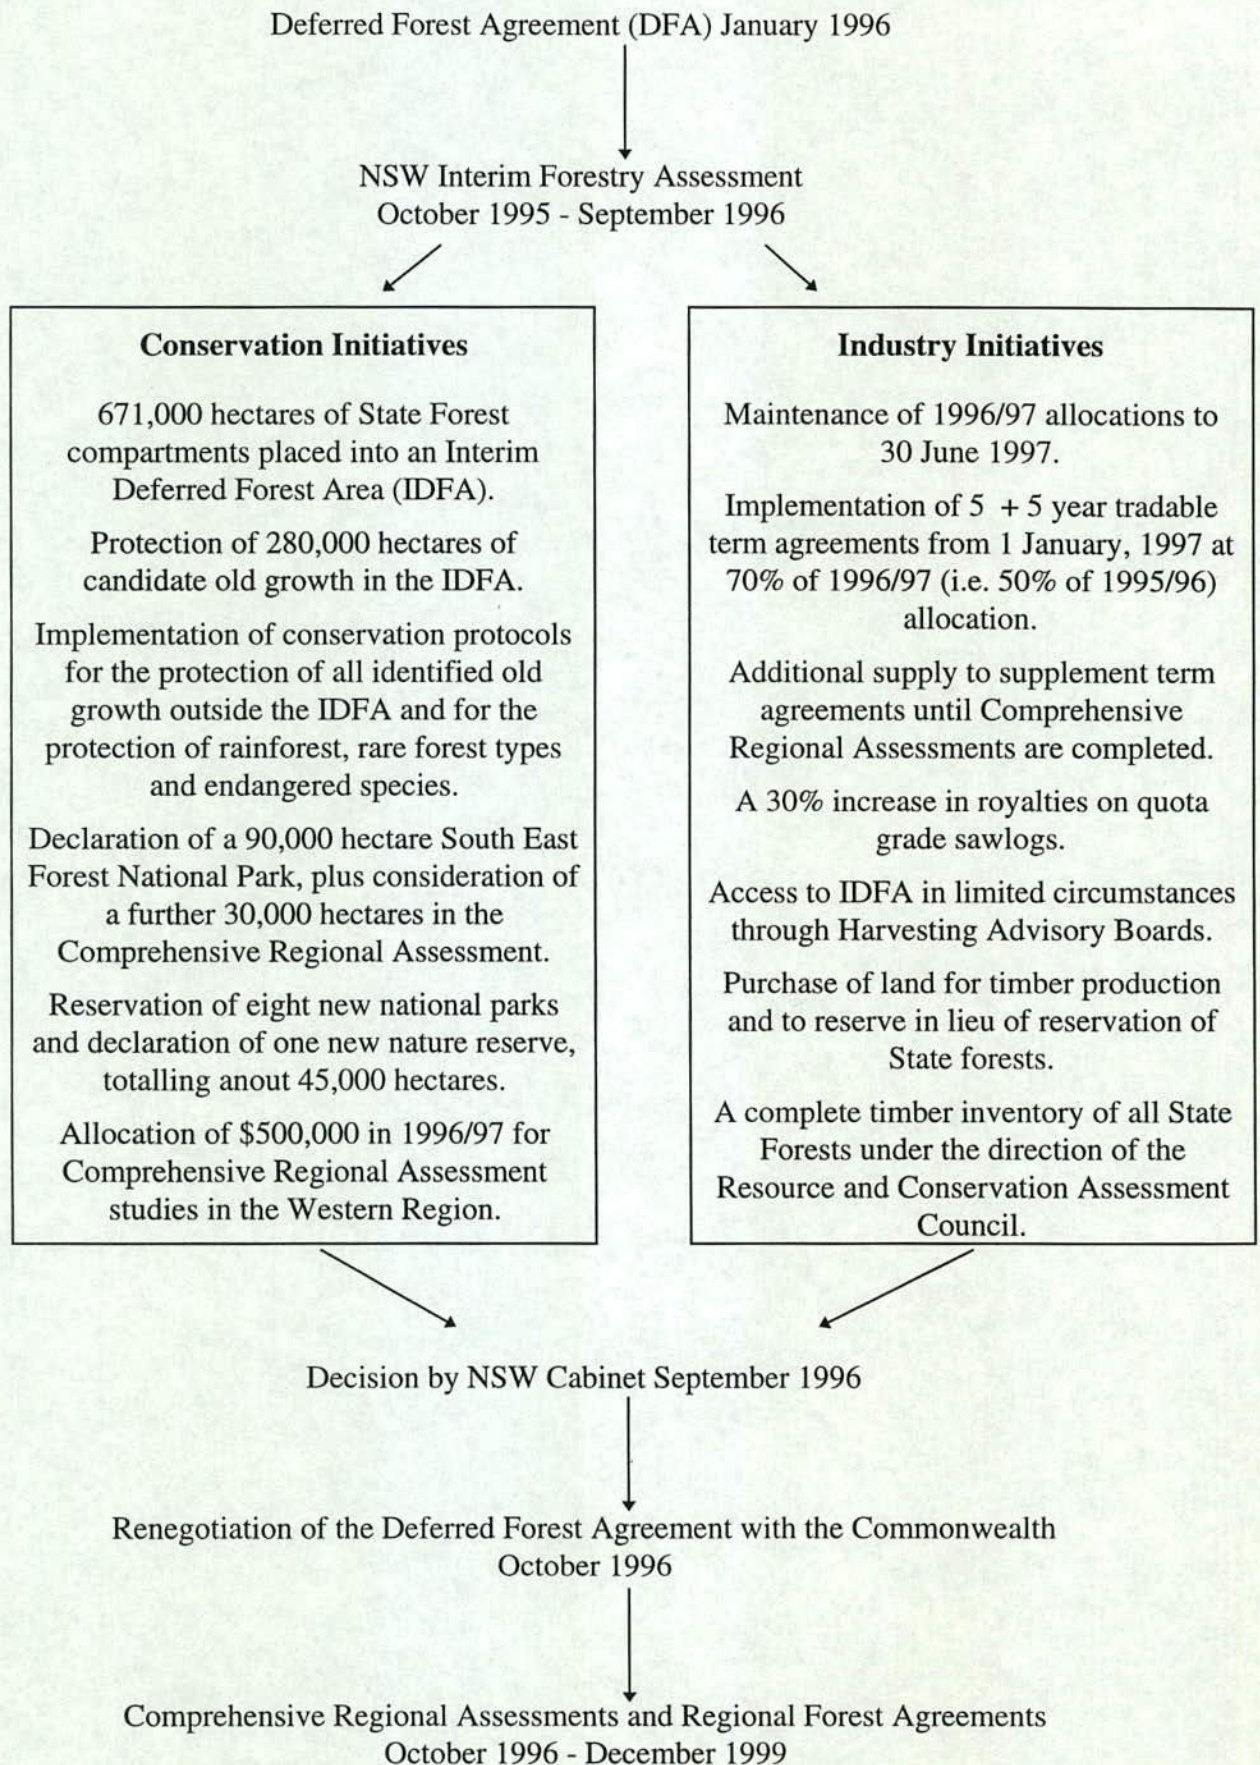 Deferred Forest Agreement (DFA) January 1996
NSW Interim Forestry Assessment
October 1995 - September 1996
Conservation Initiatives
671,000 hectares of State Forest
compartments placed into an Interim
Deferred Forest Area (IDFA).
Protection of 280,000 hectares of
candidate old growth in the IDFA.
Implementation of conservation protocols
for the protection of all identified old
growth outside the IDFA and for the
protection of rainforest, rare forest types
and endangered species.
Declaration of a 90,000 hectare South East
Forest National Park, plus consideration of
a further 30,000 hectares in the
Comprehensive Regional Assessment.
Reservation of eight new national parks
and declaration of one new nature reserve,
totalling anout 45,000 hectares.
Allocation of $500,000 in 1996/97 for
Comprehensive Regional Assessment
studies in the Western Region.
Industry Initiatives
Maintenance of 1996/97 allocations to
30 June 1997.
Implementation of 5 + 5 year tradable
term agreements from 1 January, 1997 at
70% of 1996/97 (i.e. 50% of 1995/96)
allocation.
Additional supply to supplement term
agreements until Comprehensive
Regional Assessments are completed.
A 30% increase in royalties on quota
grade sawlogs.
Access to IDFA in limited circumstances
through Harvesting Advisory Boards.
Purchase of land for timber production
and to reserve in lieu of reservation of
State forests.
A complete timber inventory of all State
Forests under the direction of the
Resource and Conservation Assessment
Council.
Decision by NSW Cabinet September 1996
Renegotiation of the Deferred Forest Agreement with the Commonwealth
October 1996
Comprehensive Regional Assessments and Regional Forest Agreements
October 1996 - December 1999